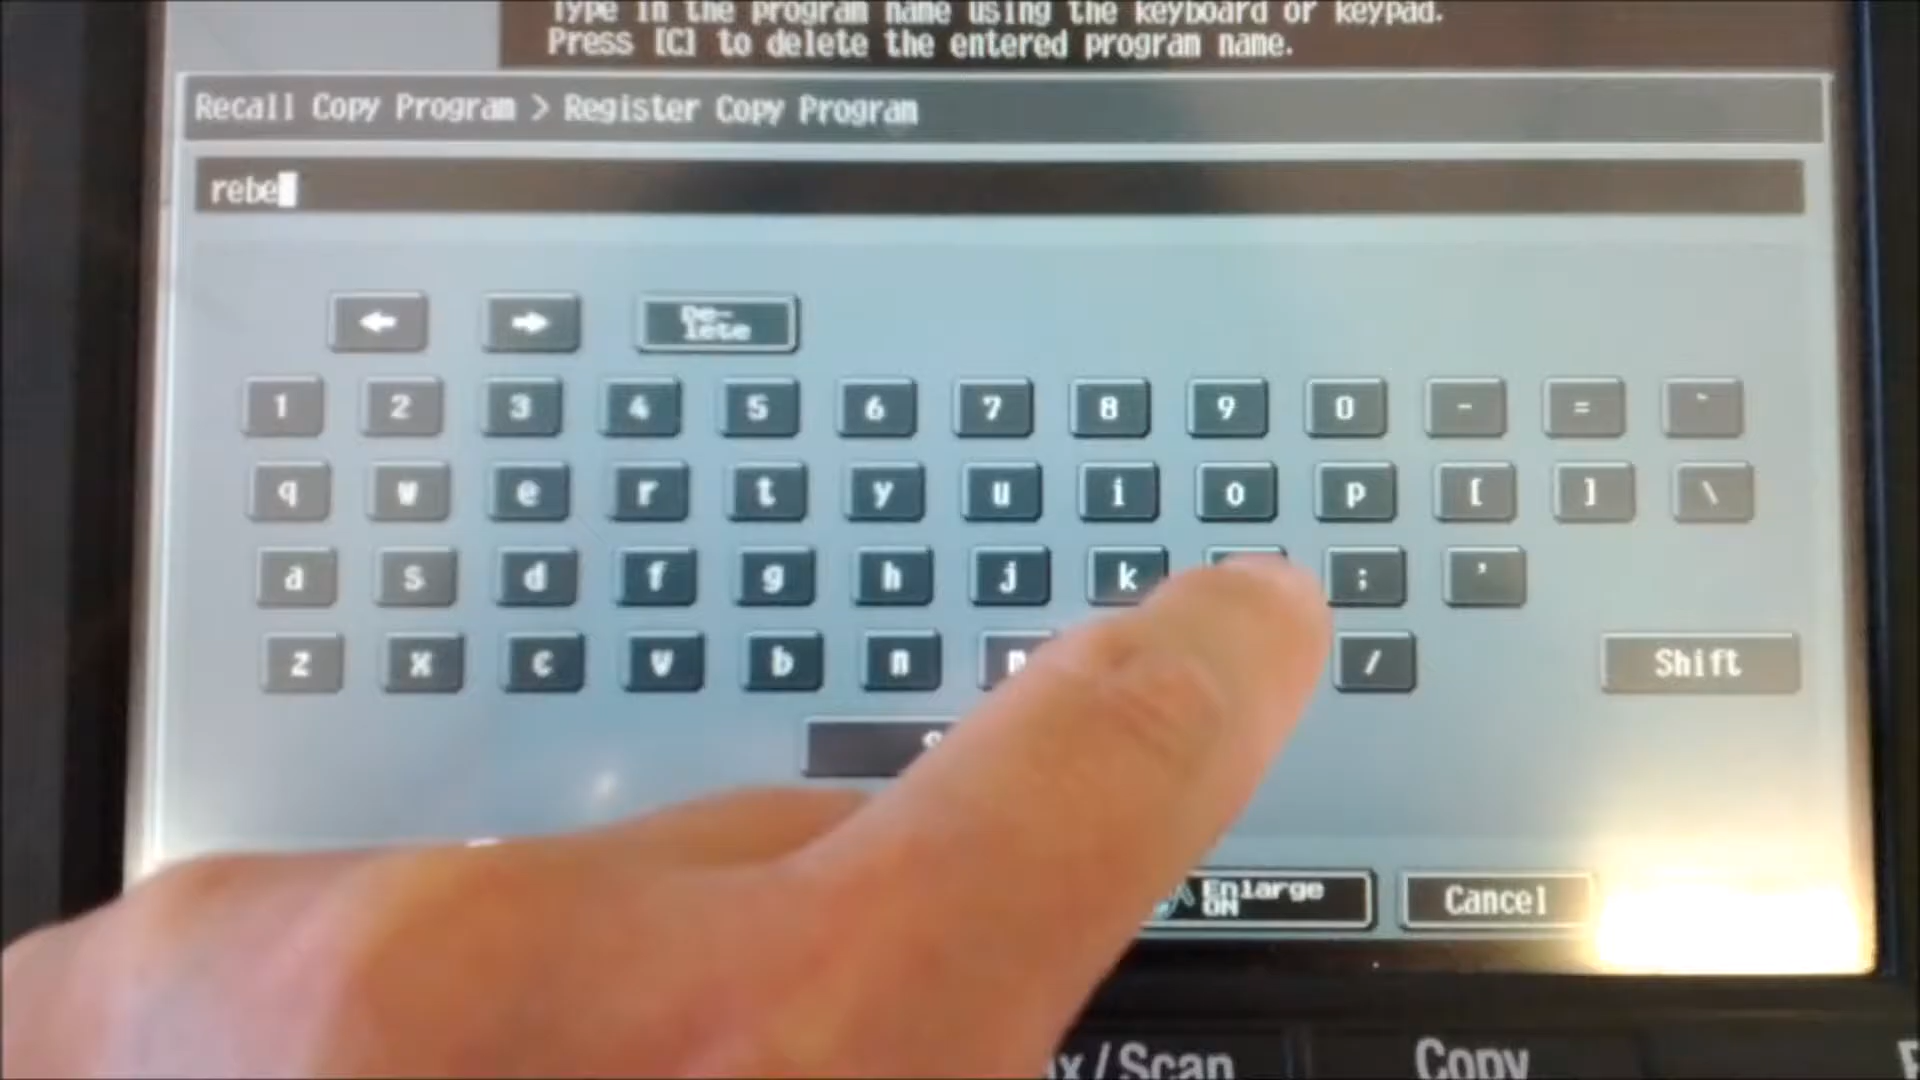 Type in the program name using the keyboard or keypad.
Press [C] to delete the entered program name.
Recall Copy Program > Register Copy Program
rebe
De-
lete
1 2 3 4 5 6 7 8 9 0 - = `
q w e r t y u i o p [ ] \
a s d f g h j k ; '
z x c v b n /
Shift
Enlarge
ON
Cancel
/Scan
Copy